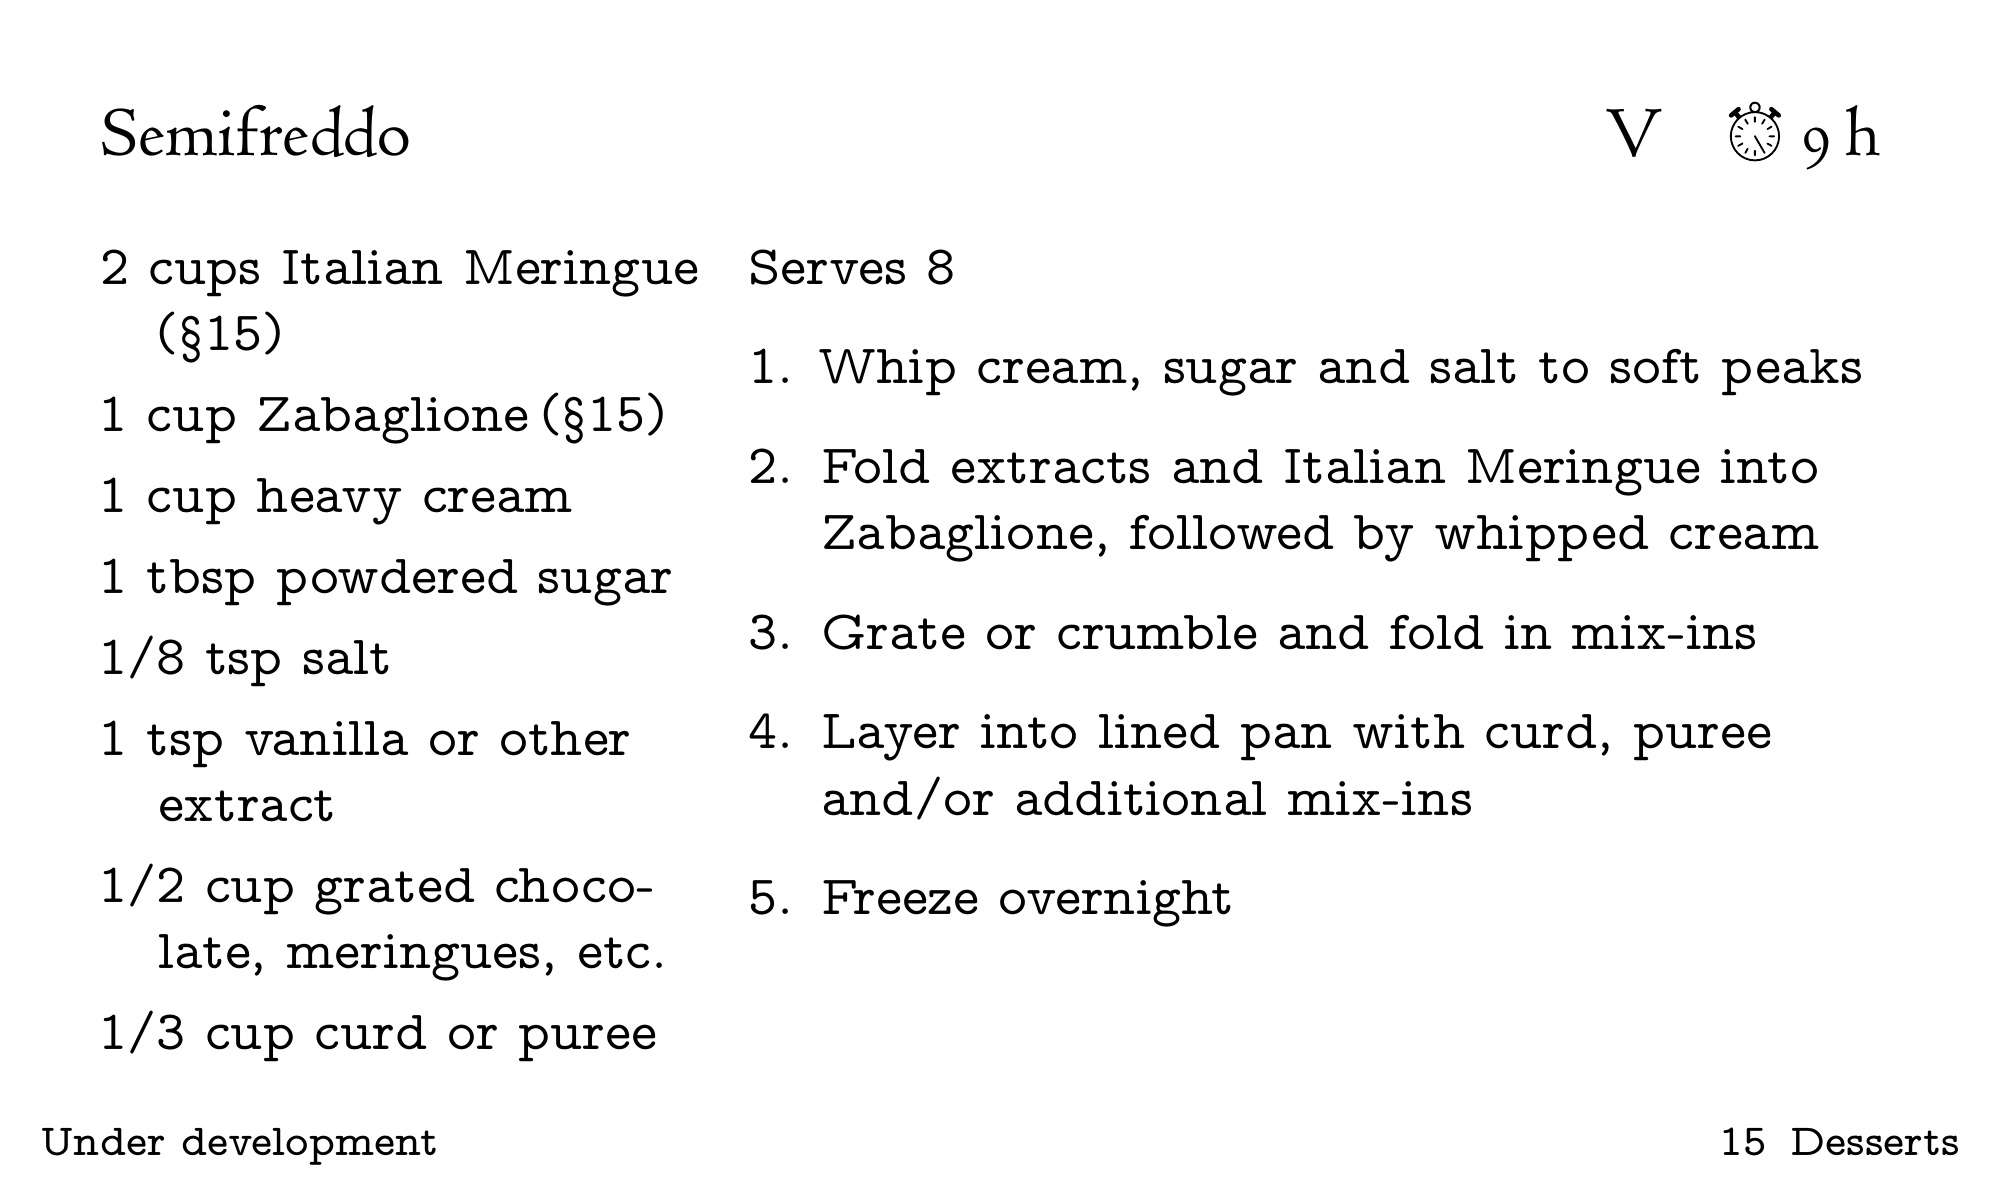 Semifreddo
V 9 h
2 cups Italian Meringue
(§15)
1 cup Zabaglione (§15)
1 cup heavy cream
1 tbsp powdered sugar
1/8 tsp salt
1 tsp vanilla or other
extract
1/2 cup grated choco-
late, meringues, etc.
1/3 cup curd or puree
Serves 8
1. Whip cream, sugar and salt to soft peaks
2. Fold extracts and Italian Meringue into
Zabaglione, followed by whipped cream
3. Grate or crumble and fold in mix-ins
4. Layer into lined pan with curd, puree
and/or additional mix-ins
5. Freeze overnight
Under development
15 Desserts